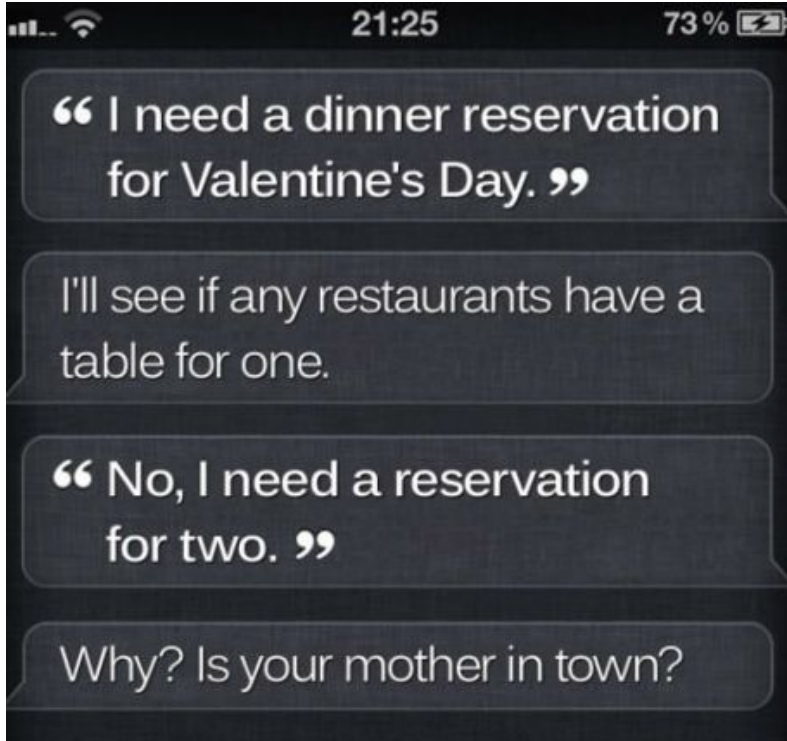 21:25 73%
“ I need a dinner reservation
for Valentine's Day. ”
I'll see if any restaurants have a
table for one.
“ No, I need a reservation
for two. ”
Why? Is your mother in town?